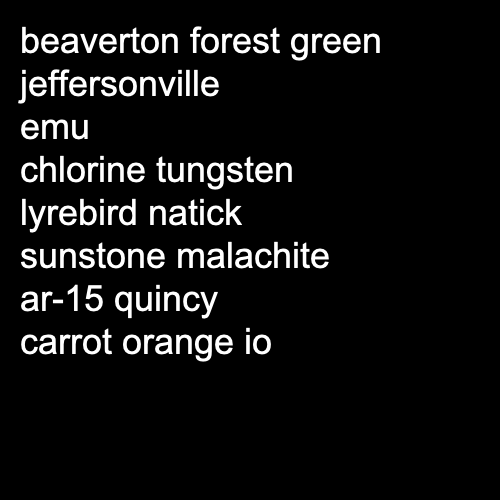 beaverton forest green
jeffersonville
emu
chlorine tungsten
lyrebird natick
sunstone malachite
ar-15 quincy
carrot orange io